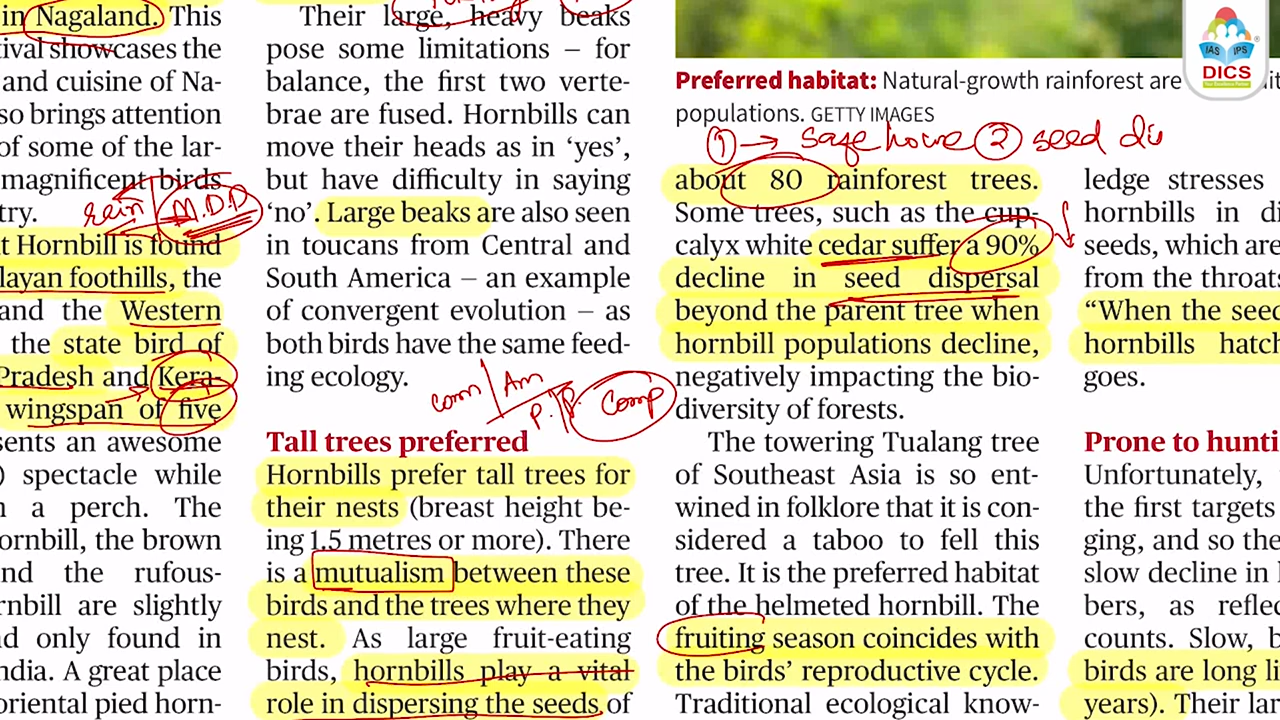 in Nagaland. This
tival showcases the
and cuisine of Na-
so brings attention
of some of the lar-
magnificent birds
try.
rein M.D.D
t Hornbill is found
layan foothills, the
and the Western
the state bird of
Pradesh and Kera-
wingspan of five
sents an awesome
) spectacle while
n a perch. The
ornbill, the brown
nd the rufous-
rnbill are slightly
d only found in
ndia. A great place
oriental pied horn-
Their large, heavy beaks
pose some limitations – for
balance, the first two verte-
brae are fused. Hornbills can
move their heads as in ‘yes’,
but have difficulty in saying
‘no’. Large beaks are also seen
in toucans from Central and
South America – an example
of convergent evolution – as
both birds have the same feed-
ing ecology.
com Am
P. P. Comp
Tall trees preferred
Hornbills prefer tall trees for
their nests (breast height be-
ing 1.5 metres or more). There
is a mutualism between these
birds and the trees where they
nest. As large fruit-eating
birds, hornbills play a vital
role in dispersing the seeds of
IAS IPS
DICS
Preferred habitat: Natural-growth rainforest are
populations. GETTY IMAGES
1 → safe house 2 seed di
about 80 rainforest trees.
Some trees, such as the cup-
calyx white cedar suffer a 90%
decline in seed dispersal
beyond the parent tree when
hornbill populations decline,
negatively impacting the bio-
diversity of forests.
The towering Tualang tree
of Southeast Asia is so ent-
wined in folklore that it is con-
sidered a taboo to fell this
tree. It is the preferred habitat
of the helmeted hornbill. The
fruiting season coincides with
the birds’ reproductive cycle.
Traditional ecological know-
ledge stresses
hornbills in di
seeds, which are
from the throats
“When the seed
hornbills hatch
goes.
Prone to hunti
Unfortunately,
the first targets
ging, and so the
slow decline in
bers, as reflec
counts. Slow, b
birds are long li
years). Their lar